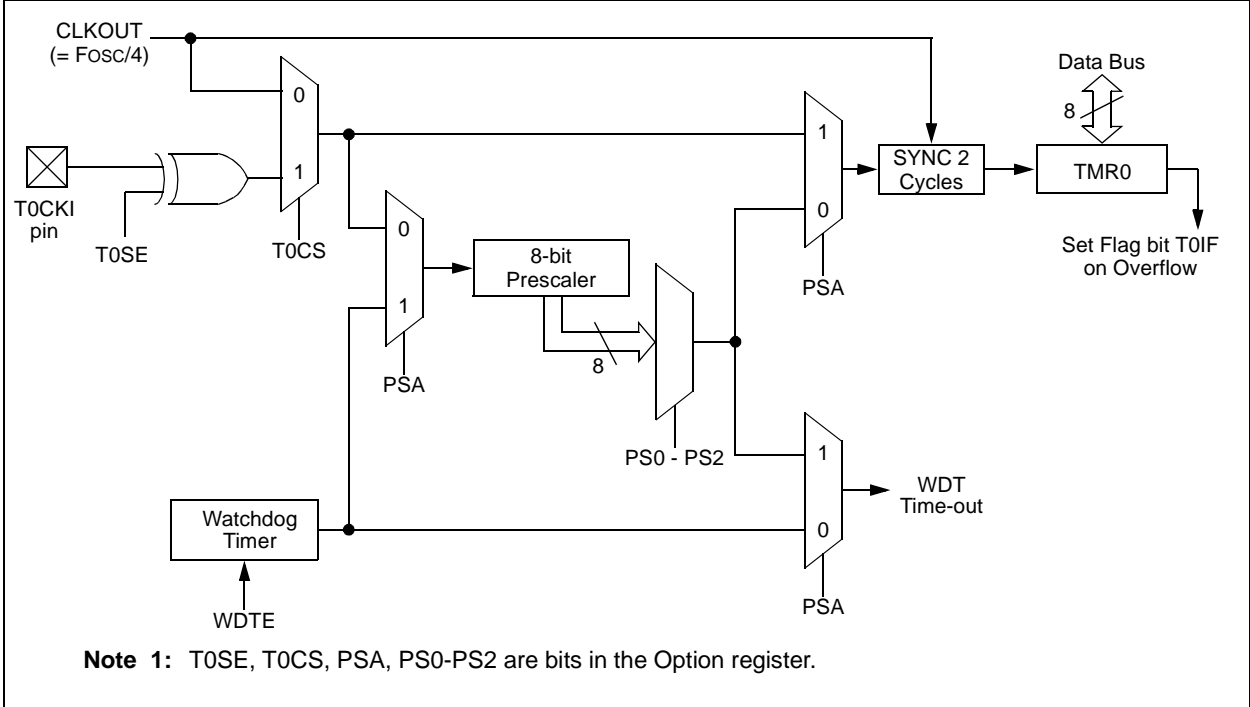 CLKOUT
(= FOSC/4)
Data Bus
8
0
1
1
0
SYNC 2
Cycles
TMR0
T0CKI
pin
T0SE
T0CS
0
1
PSA
8-bit
Prescaler
8
PS0 - PS2
PSA
Set Flag bit T0IF
on Overflow
1
0
WDT
Time-out
Watchdog
Timer
WDTE
PSA
Note 1: T0SE, T0CS, PSA, PS0-PS2 are bits in the Option register.